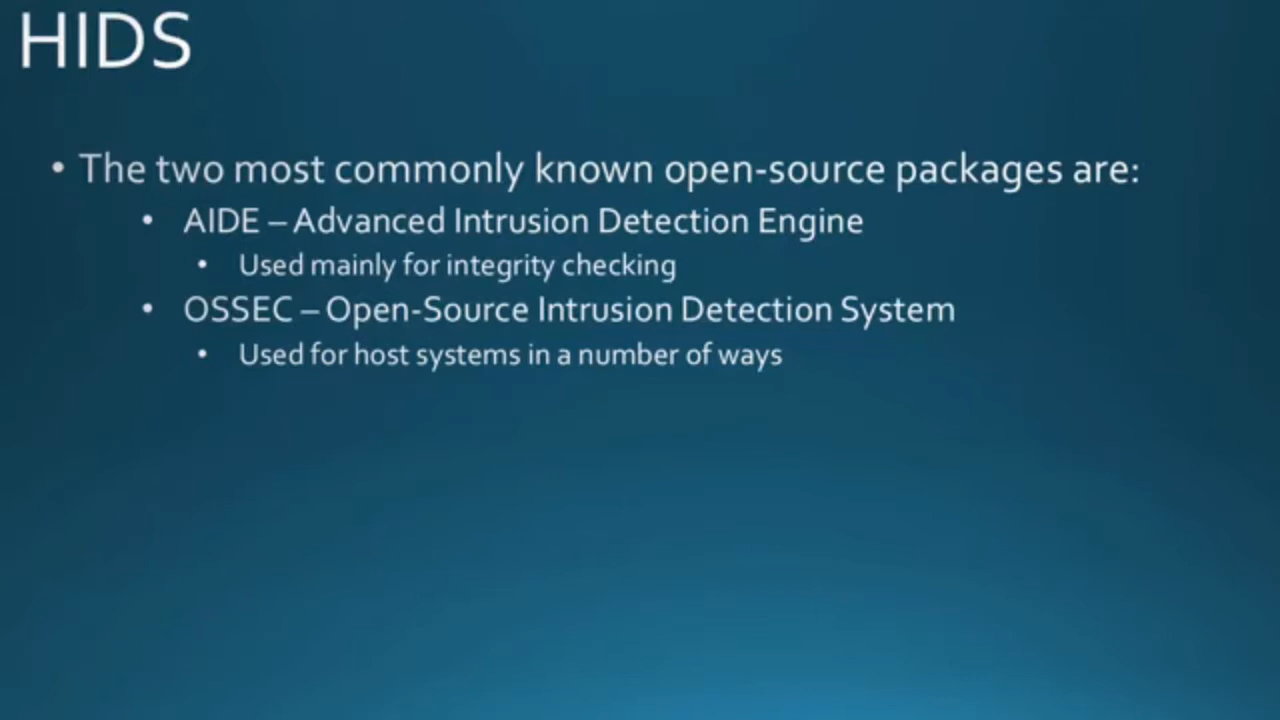 HIDS
• The two most commonly known open-source packages are:
• AIDE – Advanced Intrusion Detection Engine
• Used mainly for integrity checking
• OSSEC – Open-Source Intrusion Detection System
• Used for host systems in a number of ways